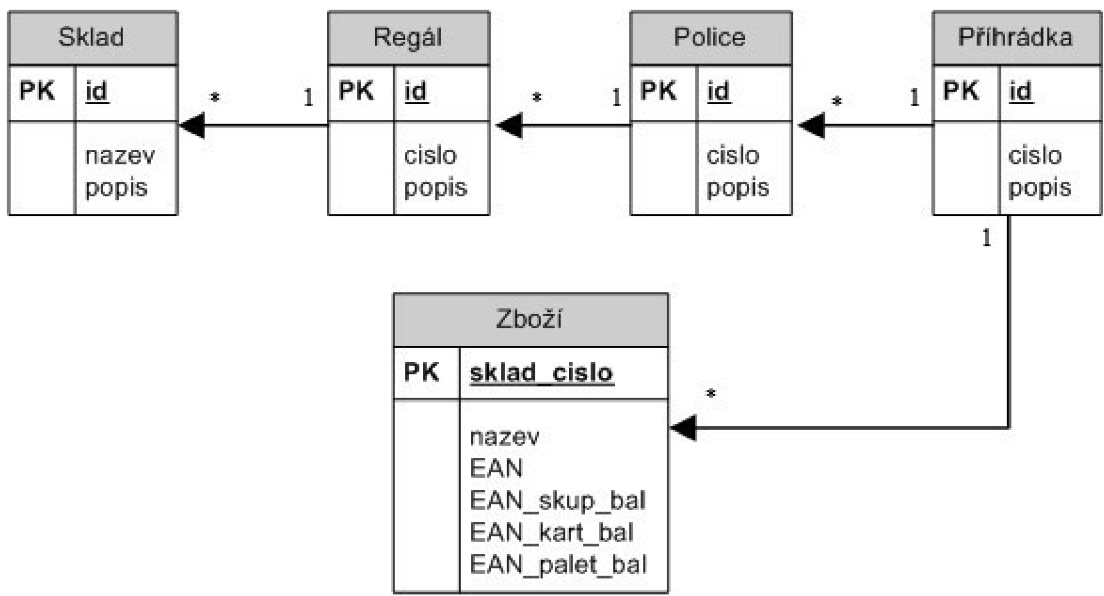 Sklad
PK id
nazev
popis
* 1
Regál
PK id
cislo
popis
* 1
Police
PK id
cislo
popis
* 1
Příhrádka
PK id
cislo
popis
1
*
Zboží
PK sklad_cislo
nazev
EAN
EAN_skup_bal
EAN_kart_bal
EAN_palet_bal